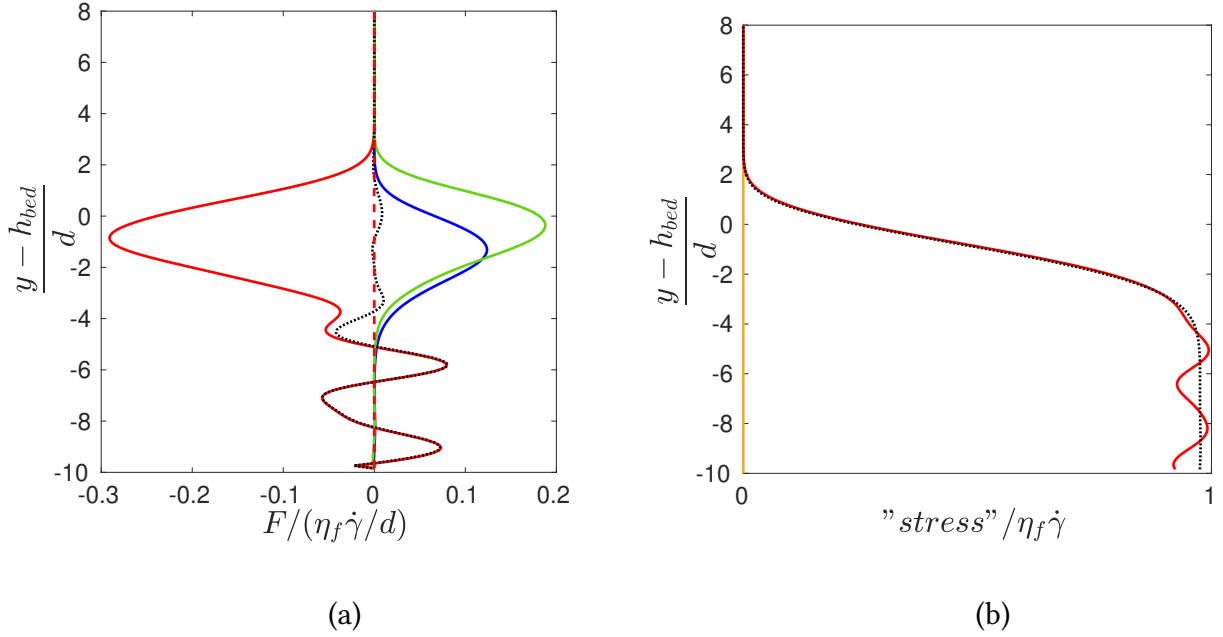 8
6
4
2
0
-2
-4
-6
-8
-10
y − h_bed
d
-0.3 -0.2 -0.1 0 0.1 0.2
F/(η_f γ̇/d)
(a)
8
6
4
2
0
-2
-4
-6
-8
-10
y − h_bed
d
0 1
”stress”/η_f γ̇
(b)